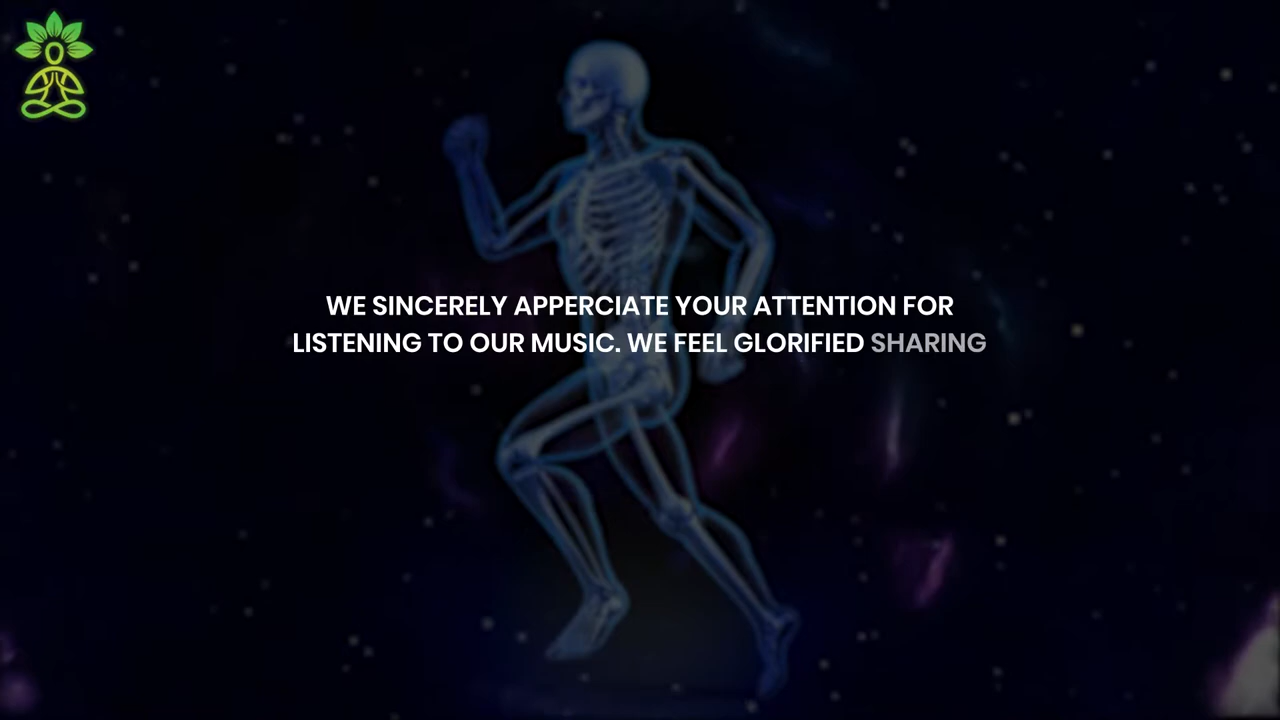 WE SINCERELY APPERCIATE YOUR ATTENTION FOR
LISTENING TO OUR MUSIC. WE FEEL GLORIFIED SHARING